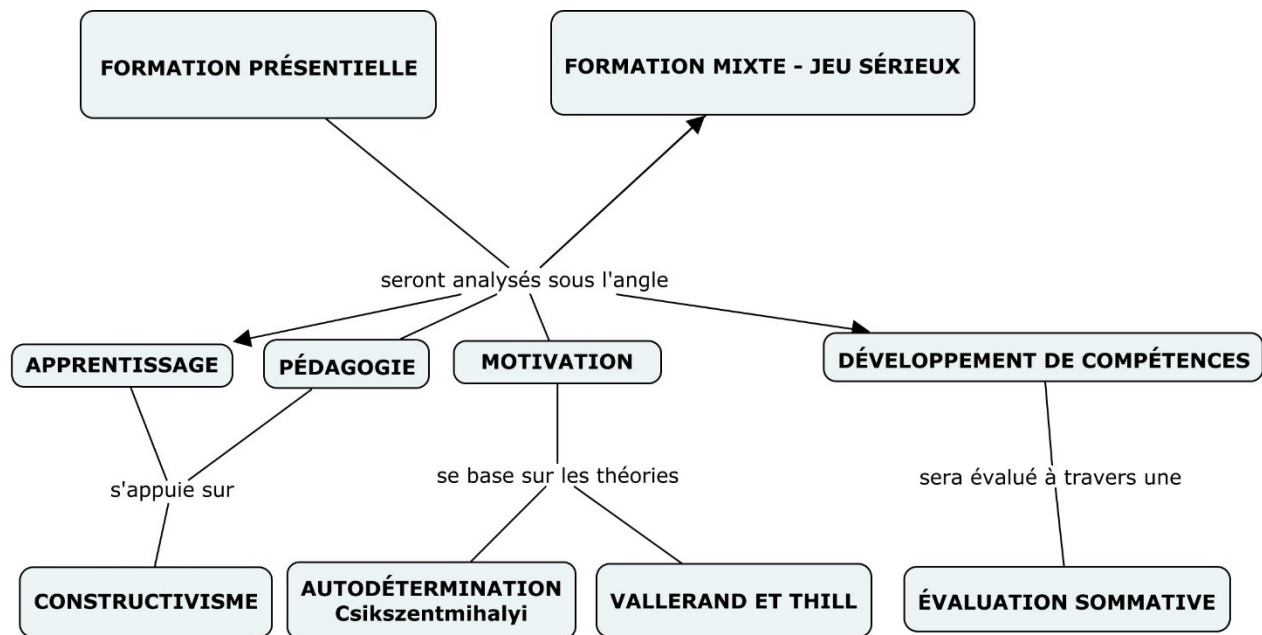 FORMATION PRÉSENTIELLE
FORMATION MIXTE - JEU SÉRIEUX
seront analysés sous l'angle
APPRENTISSAGE
PÉDAGOGIE
MOTIVATION
DÉVELOPPEMENT DE COMPÉTENCES
s'appuie sur
se base sur les théories
sera évalué à travers une
CONSTRUCTIVISME
AUTODÉTERMINATION
Csikszentmihalyi
VALLERAND ET THILL
ÉVALUATION SOMMATIVE